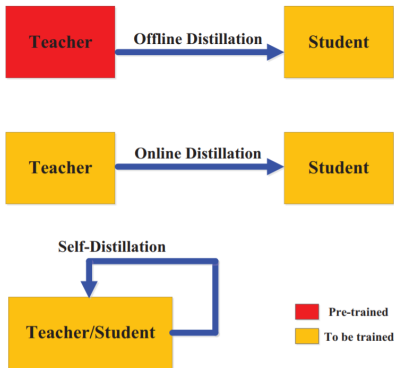 Teacher
Offline Distillation
Student
Teacher
Online Distillation
Student
Self-Distillation
Teacher/Student
Pre-trained
To be trained